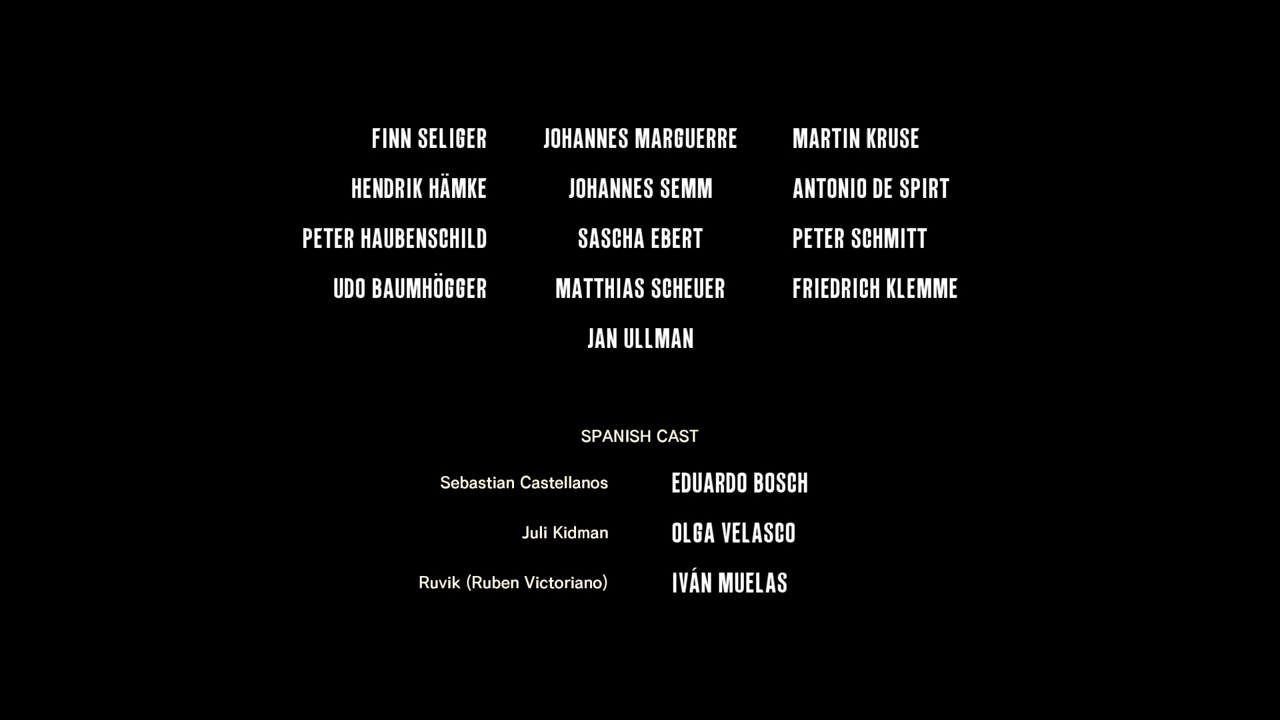 FINN SELIGER JOHANNES MARGUERRE MARTIN KRUSE
HENDRIK HÄMKE JOHANNES SEMM ANTONIO DE SPIRT
PETER HAUBENSCHILD SASCHA EBERT PETER SCHMITT
UDO BAUMHÖGGER MATTHIAS SCHEUER FRIEDRICH KLEMME
JAN ULLMAN
SPANISH CAST
Sebastian Castellanos EDUARDO BOSCH
Juli Kidman OLGA VELASCO
Ruvik (Ruben Victoriano) IVÁN MUELAS